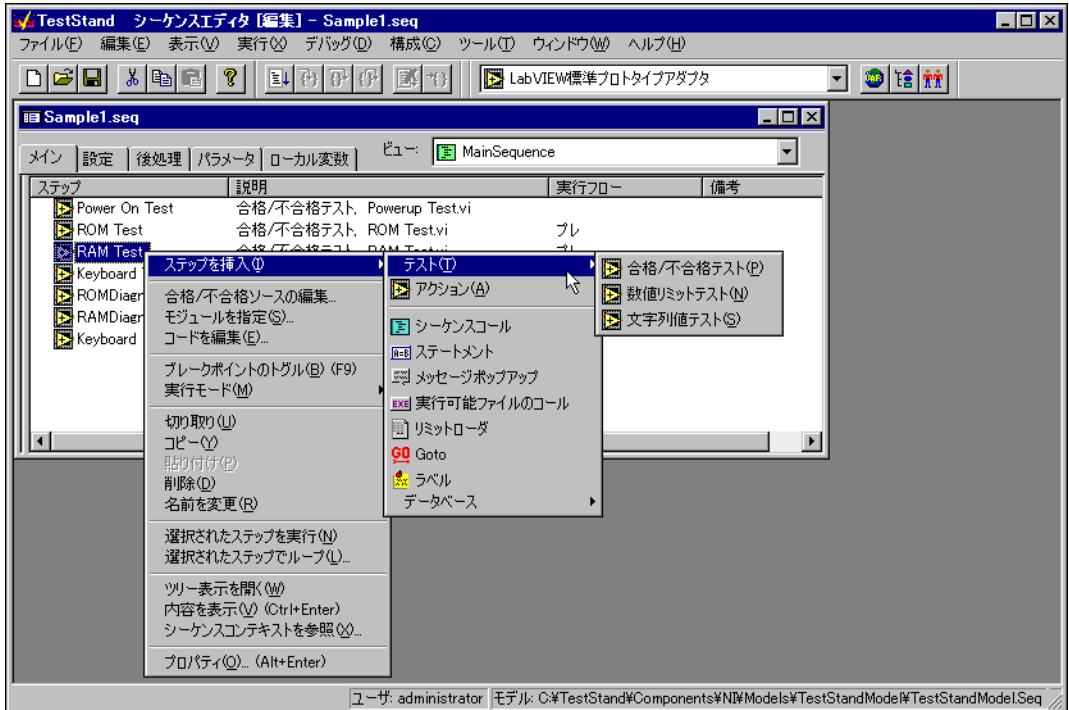 TestStand シーケンスエディタ [編集] - Sample1.seq
ファイル(F) 編集(E) 表示(V) 実行(X) デバッグ(D) 構成(C) ツール(T) ウィンドウ(W) ヘルプ(H)
LabVIEW標準プロトタイプアダプタ
Sample1.seq
メイン 設定 後処理 パラメータ ローカル変数 ビュー: MainSequence
ステップ 説明 実行フロー 備考
Power On Test 合格/不合格テスト, Powerup Test.vi
ROM Test 合格/不合格テスト, ROM Test.vi プレ
RAM Test 合格/不合格テスト, RAM Test.vi プレ
Keyboard
ROMDiagr
RAMDiagr
Keyboard
ステップを挿入(I)
合格/不合格ソースの編集...
モジュールを指定(S)...
コードを編集(E)...
ブレークポイントのトグル(B) (F9)
実行モード(M)
切り取り(U)
コピー(Y)
貼り付け(P)
削除(D)
名前を変更(R)
選択されたステップを実行(N)
選択されたステップでループ(L)...
ツリー表示を開く(W)
内容を表示(V) (Ctrl+Enter)
シーケンスコンテキストを参照(X)...
プロパティ(O)... (Alt+Enter)
テスト(T)
アクション(A)
シーケンスコール
ステートメント
メッセージポップアップ
EXE 実行可能ファイルのコール
リミットローダ
GO Goto
ラベル
データベース
合格/不合格テスト(P)
数値リミットテスト(N)
文字列値テスト(S)
ユーザ: administrator モデル: C:¥TestStand¥Components¥NI¥Models¥TestStandModel¥TestStandModel.Seq